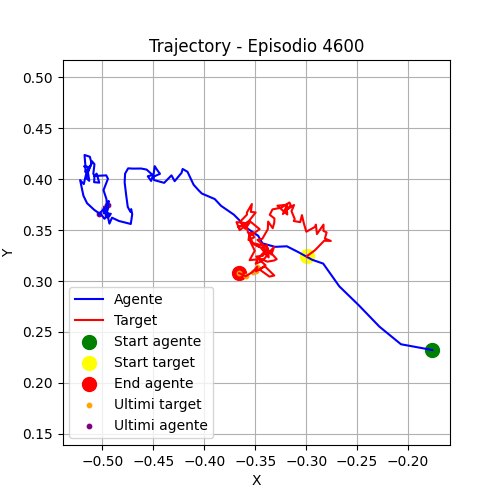 Trajectory - Episodio 4600
Y
0.50
0.45
0.40
0.35
0.30
0.25
0.20
0.15
Agente
Target
Start agente
Start target
End agente
Ultimi target
Ultimi agente
−0.50 −0.45 −0.40 −0.35 −0.30 −0.25 −0.20
X